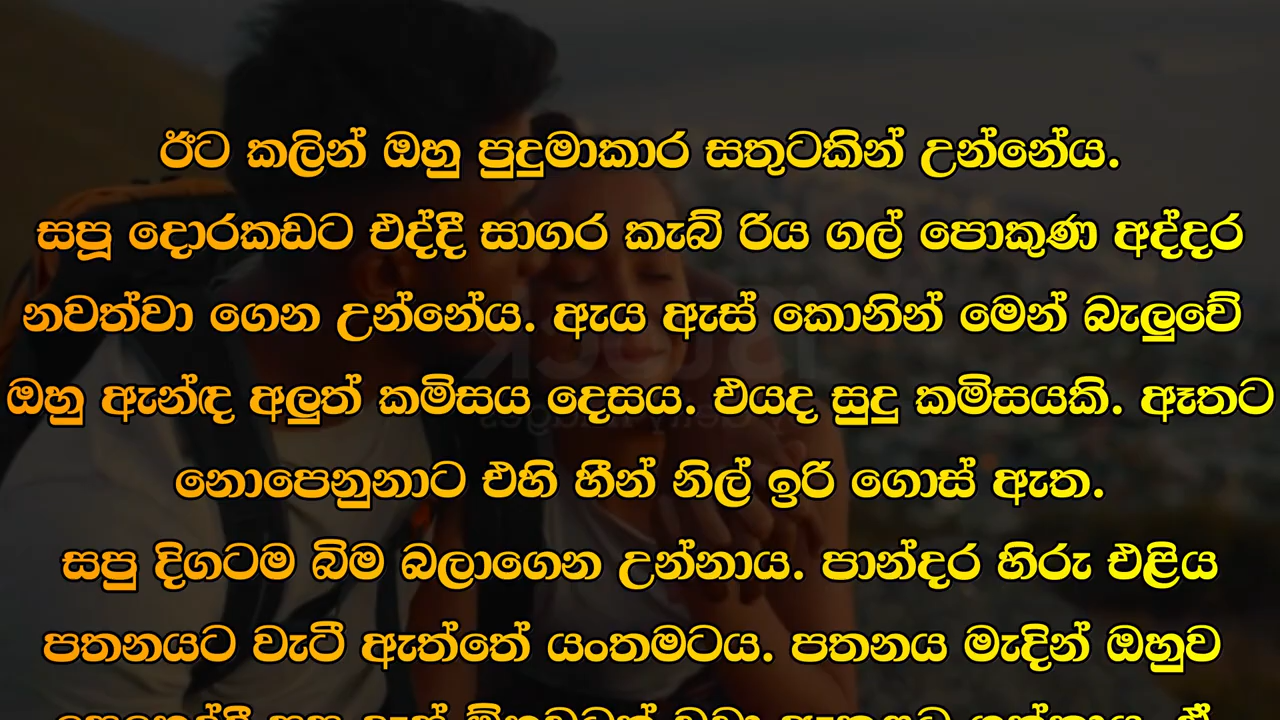 ඊට කලින් ඔහු පුදුමාකාර සතුටකින් උන්නේය.
සපූ දොරකඩට එද්දී සාගර කැබ් රිය ගල් පොකුණ අද්දර
නවත්වා ගෙන උන්නේය. ඇය ඇස් කොනින් මෙන් බැලුවේ
ඔහු ඇන්ඳ අලුත් කමිසය දෙසය. එයද සුදු කමිසයකි. ඈතට
නොපෙනුනාට එහි හීන් නිල් ඉරි ගොස් ඇත.
සපු දිගටම බිම බලාගෙන උන්නාය. පාන්දර හිරු එළිය
පතනයට වැටී ඇත්තේ යංතමටය. පතනය මැදින් ඔහුව